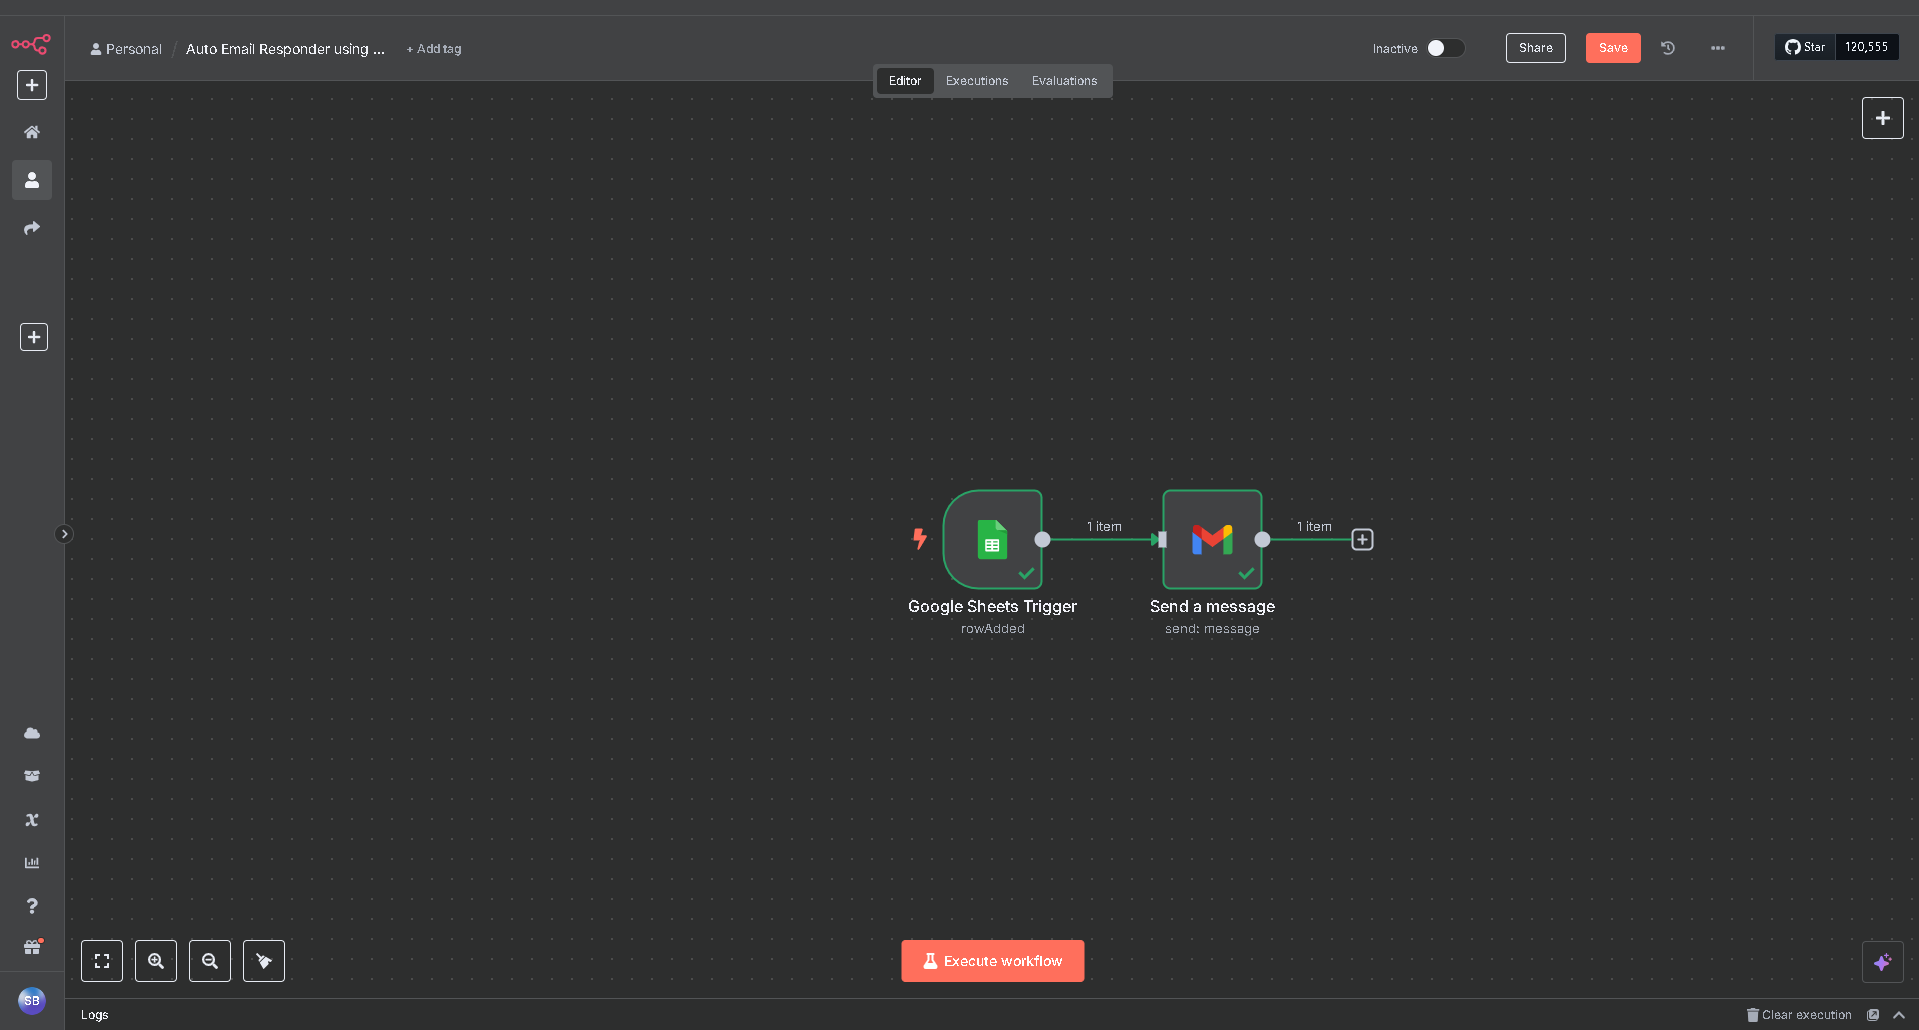 Personal / Auto Email Responder using ... + Add tag
Inactive
Share
Save
Star 120,555
Editor Executions Evaluations
1 item
1 item
Google Sheets Trigger
rowAdded
Send a message
send: message
Execute workflow
SB
Logs
Clear execution